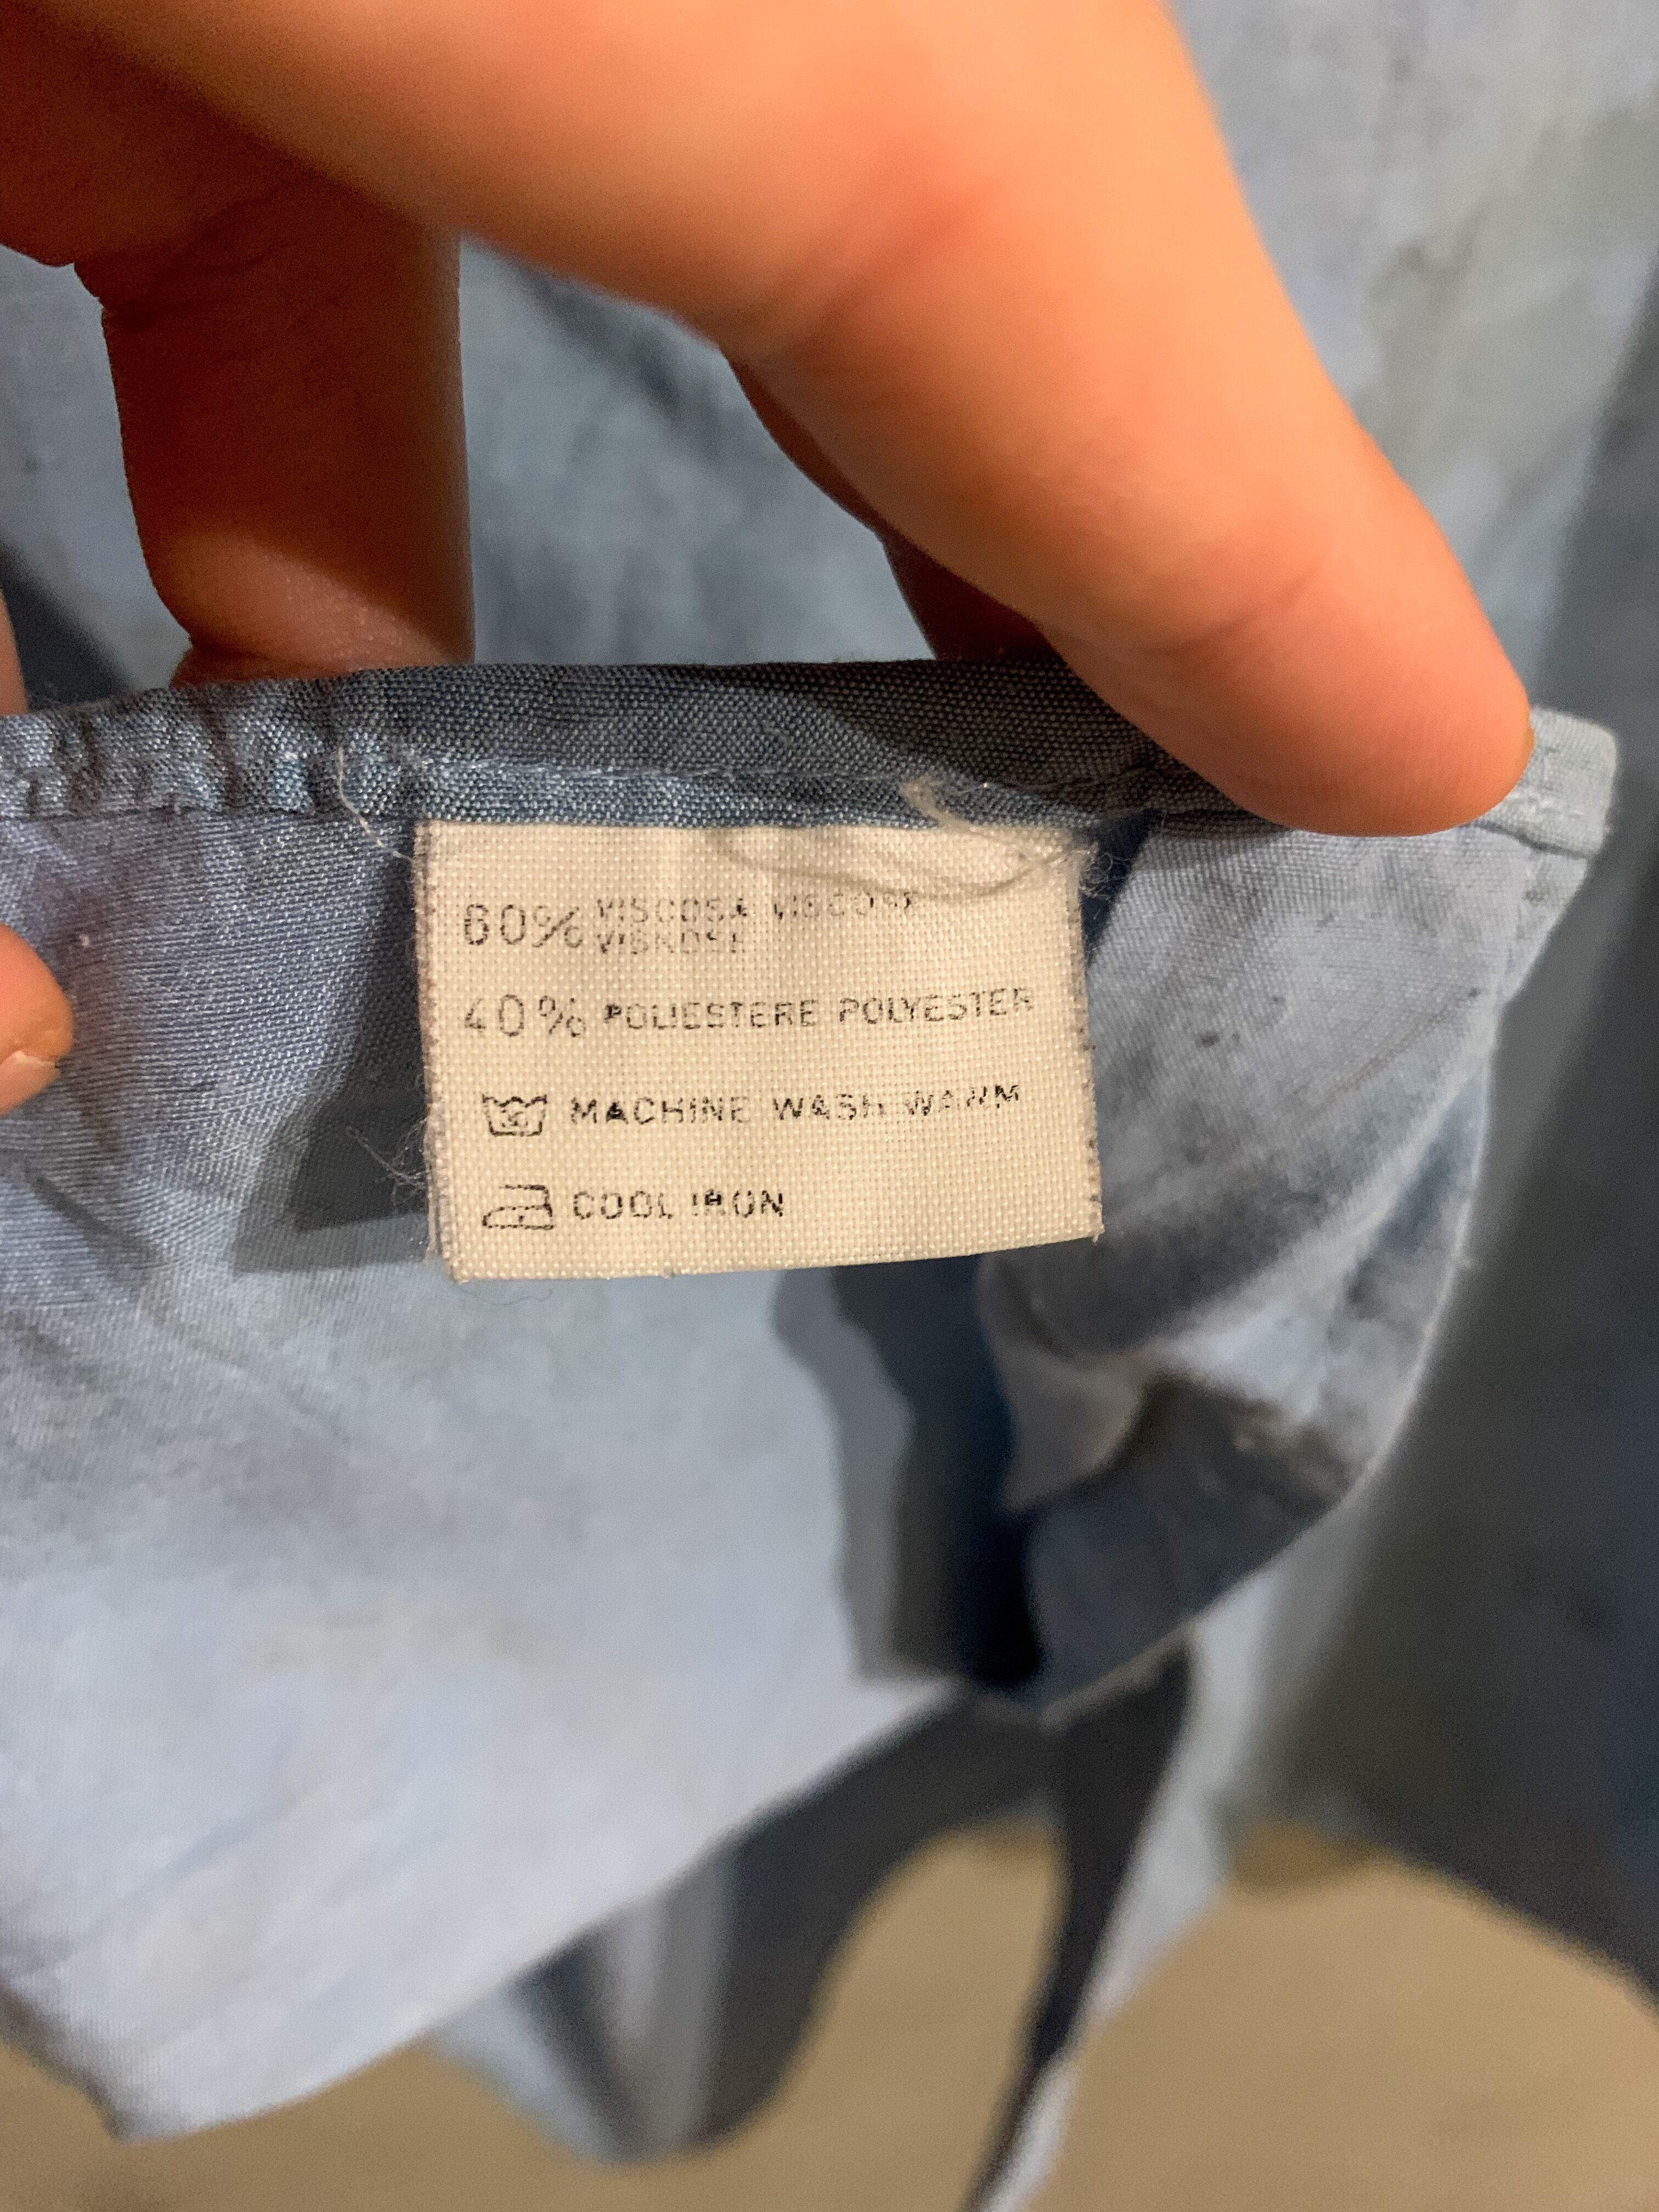 60% VISCOSA VISCOSE
VISKOSE
40% POLIESTERE POLYESTER
MACHINE WASH WARM
COOL IRON